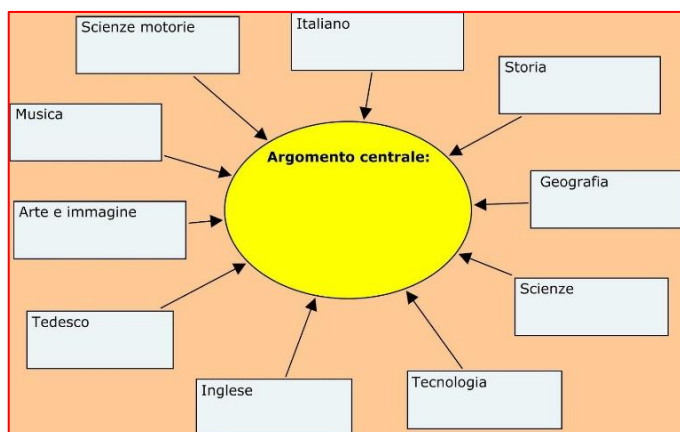 Scienze motorie
Italiano
Storia
Musica
Argomento centrale:
Geografia
Arte e immagine
Scienze
Tedesco
Inglese
Tecnologia